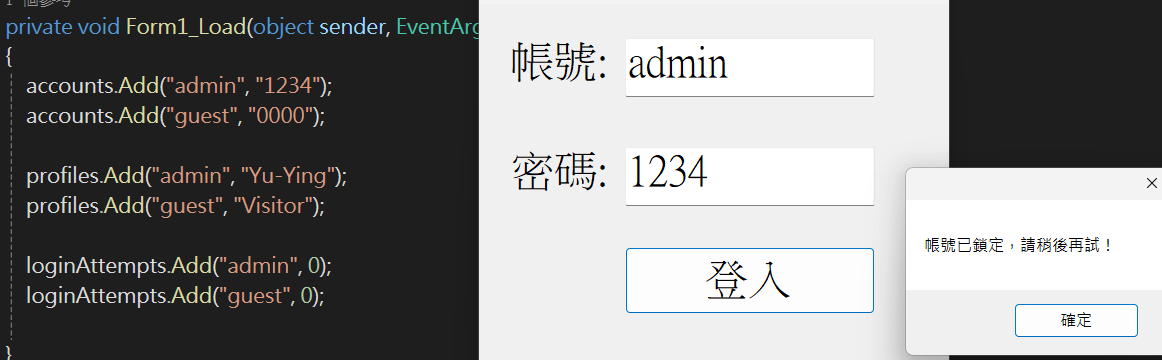 1 個參考
private void Form1_Load(object sender, EventArg
{
accounts.Add("admin", "1234");
accounts.Add("guest", "0000");
profiles.Add("admin", "Yu-Ying");
profiles.Add("guest", "Visitor");
loginAttempts.Add("admin", 0);
loginAttempts.Add("guest", 0);
}
帳號: admin
密碼: 1234
登入
帳號已鎖定，請稍後再試！
確定